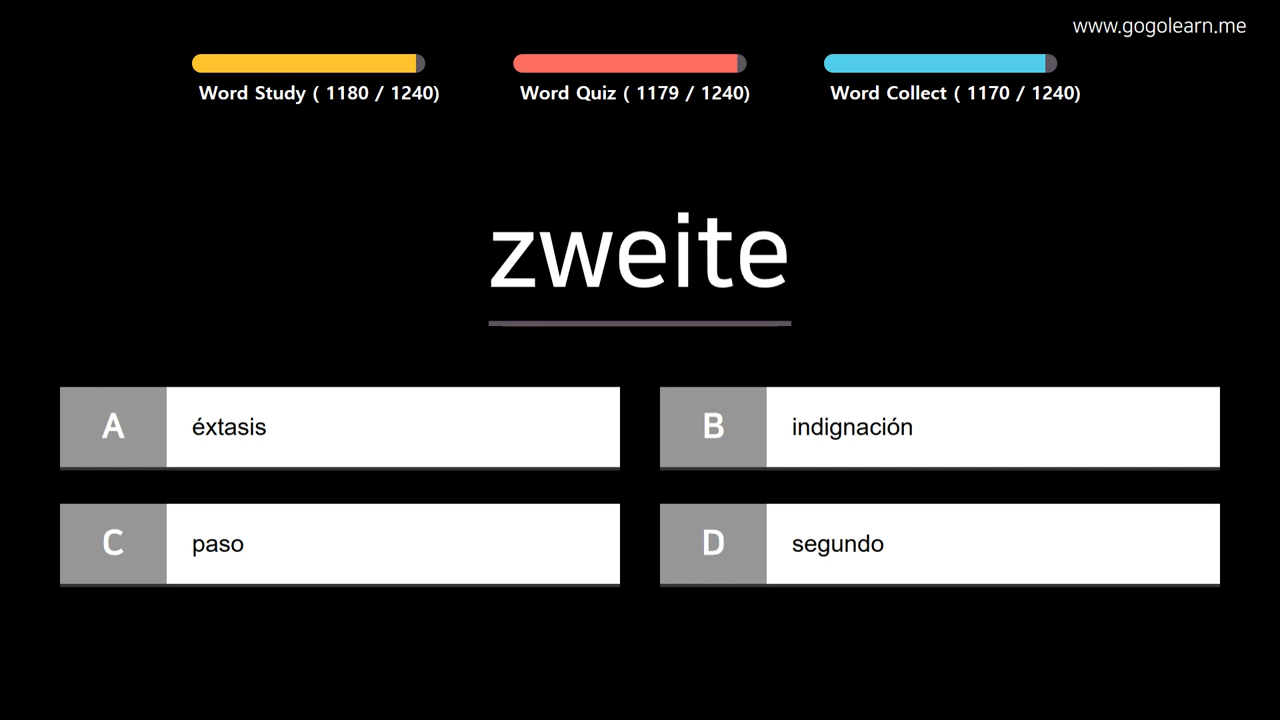 www.gogolearn.me
Word Study ( 1180 / 1240)
Word Quiz ( 1179 / 1240)
Word Collect ( 1170 / 1240)
zweite
A éxtasis
B indignación
C paso
D segundo